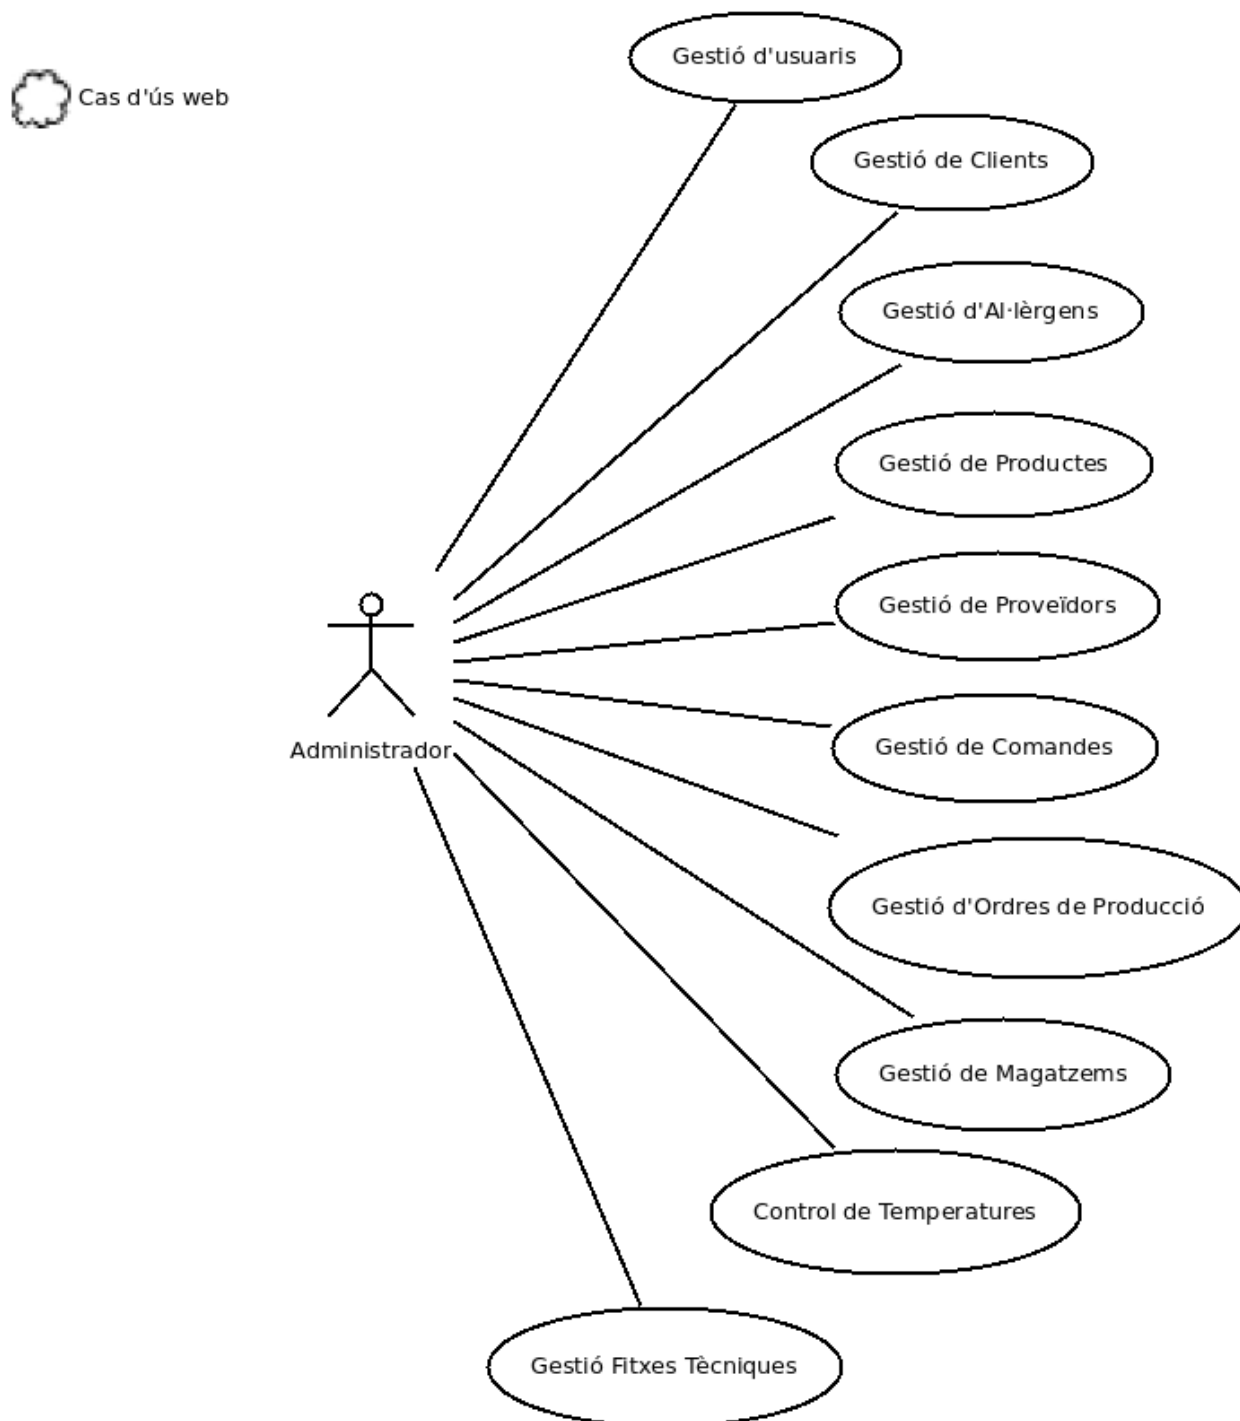 Gestió d'usuaris
Cas d'ús web
Gestió de Clients
Gestió d'Al·lèrgens
Gestió de Productes
Gestió de Proveïdors
Gestió de Comandes
Administrador
Gestió d'Ordres de Producció
Gestió de Magatzems
Control de Temperatures
Gestió Fitxes Tècniques